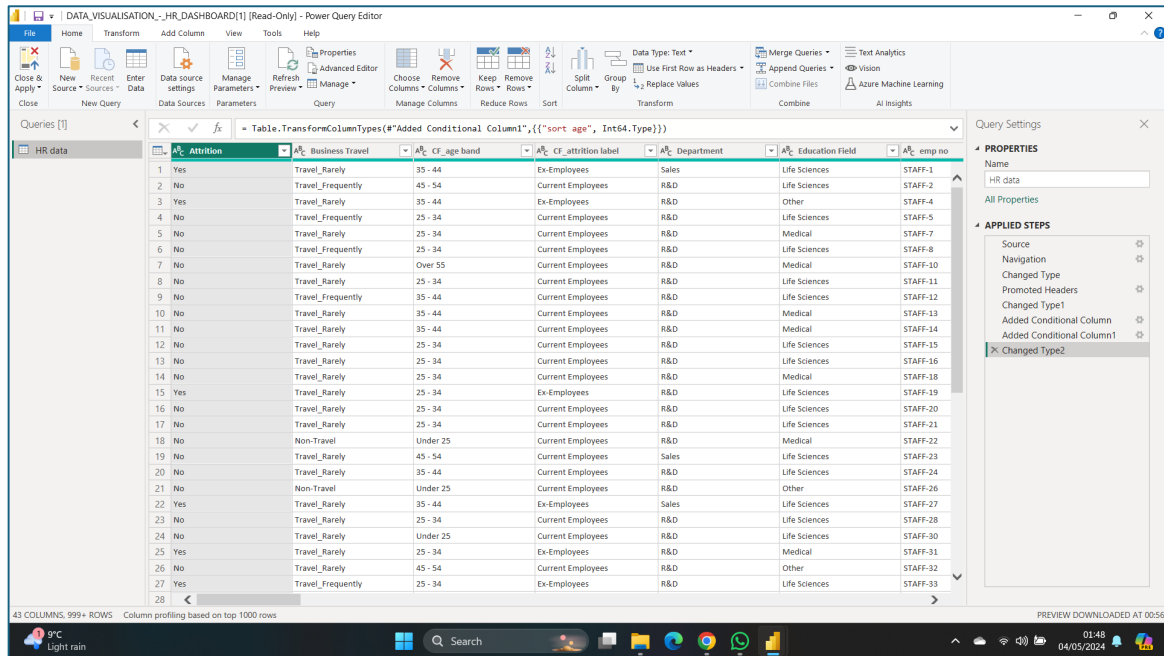 DATA_VISUALISATION_-_HR_DASHBOARD[1] [Read-Only] - Power Query Editor
File Home Transform Add Column View Tools Help
Close & Apply
New Source
Recent Sources
Enter Data
Data source settings
Manage Parameters
Refresh Preview
Properties
Advanced Editor
Manage
Choose Columns
Remove Columns
Keep Rows
Remove Rows
Split Column
Group By
Data Type: Text
Use First Row as Headers
Replace Values
Merge Queries
Append Queries
Combine Files
Text Analytics
Vision
Azure Machine Learning
Close New Query Data Sources Parameters Query Manage Columns Reduce Rows Sort Transform Combine AI Insights
Queries [1]
HR data
= Table.TransformColumnTypes(#"Added Conditional Column1",{{"sort age", Int64.Type}})
Attrition Business Travel CF_age band CF_attrition label Department Education Field emp no
1 Yes Travel_Rarely 35 - 44 Ex-Employees Sales Life Sciences STAFF-1
2 No Travel_Frequently 45 - 54 Current Employees R&D Life Sciences STAFF-2
3 Yes Travel_Rarely 35 - 44 Ex-Employees R&D Other STAFF-4
4 No Travel_Frequently 25 - 34 Current Employees R&D Life Sciences STAFF-5
5 No Travel_Rarely 25 - 34 Current Employees R&D Medical STAFF-7
6 No Travel_Frequently 25 - 34 Current Employees R&D Life Sciences STAFF-8
7 No Travel_Rarely Over 55 Current Employees R&D Medical STAFF-10
8 No Travel_Rarely 25 - 34 Current Employees R&D Life Sciences STAFF-11
9 No Travel_Frequently 35 - 44 Current Employees R&D Life Sciences STAFF-12
10 No Travel_Rarely 35 - 44 Current Employees R&D Medical STAFF-13
11 No Travel_Rarely 35 - 44 Current Employees R&D Medical STAFF-14
12 No Travel_Rarely 25 - 34 Current Employees R&D Life Sciences STAFF-15
13 No Travel_Rarely 25 - 34 Current Employees R&D Life Sciences STAFF-16
14 No Travel_Rarely 25 - 34 Current Employees R&D Medical STAFF-18
15 Yes Travel_Rarely 25 - 34 Ex-Employees R&D Life Sciences STAFF-19
16 No Travel_Rarely 25 - 34 Current Employees R&D Life Sciences STAFF-20
17 No Travel_Rarely 25 - 34 Current Employees R&D Life Sciences STAFF-21
18 No Non-Travel Under 25 Current Employees R&D Medical STAFF-22
19 No Travel_Rarely 45 - 54 Current Employees Sales Life Sciences STAFF-23
20 No Travel_Rarely 35 - 44 Current Employees R&D Life Sciences STAFF-24
21 No Non-Travel Under 25 Current Employees R&D Other STAFF-26
22 Yes Travel_Rarely 35 - 44 Ex-Employees Sales Life Sciences STAFF-27
23 No Travel_Rarely 25 - 34 Current Employees R&D Life Sciences STAFF-28
24 No Travel_Rarely Under 25 Current Employees R&D Life Sciences STAFF-30
25 Yes Travel_Rarely 25 - 34 Ex-Employees R&D Medical STAFF-31
26 No Travel_Rarely 45 - 54 Current Employees R&D Other STAFF-32
27 Yes Travel_Frequently 25 - 34 Ex-Employees R&D Life Sciences STAFF-33
28
Query Settings
PROPERTIES
Name
HR data
All Properties
APPLIED STEPS
Source
Navigation
Changed Type
Promoted Headers
Changed Type1
Added Conditional Column
Added Conditional Column1
Changed Type2
43 COLUMNS, 999+ ROWS Column profiling based on top 1000 rows
PREVIEW DOWNLOADED AT 00:56
1
9°C
Light rain
Search
01:48
04/05/2024
PRE